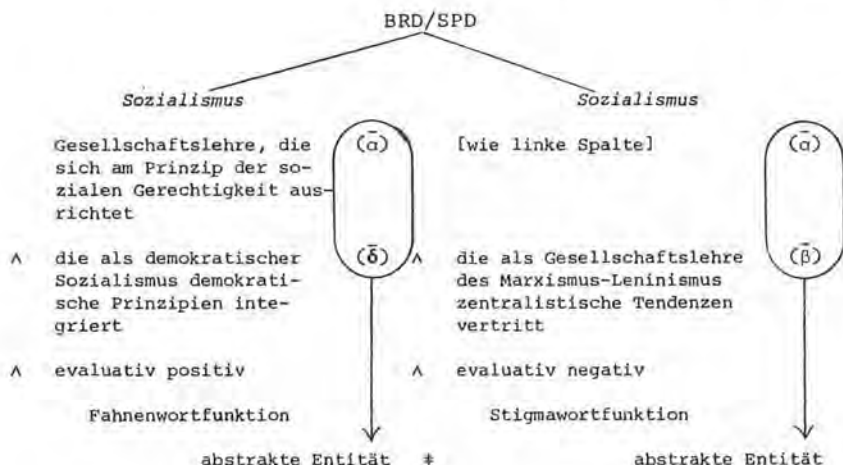 BRD/SPD
Sozialismus Sozialismus
Gesellschaftslehre, die (ᾱ) [wie linke Spalte] (ᾱ)
sich am Prinzip der so-
zialen Gerechtigkeit aus-
richtet
∧ die als demokratischer (δ̄) ∧ die als Gesellschaftslehre (β̄)
Sozialismus demokrati- des Marxismus-Leninismus
sche Prinzipien inte- zentralistische Tendenzen
griert vertritt
∧ evaluativ positiv ∧ evaluativ negativ
Fahnenwortfunktion Stigmawortfunktion
abstrakte Entität ≠ abstrakte Entität